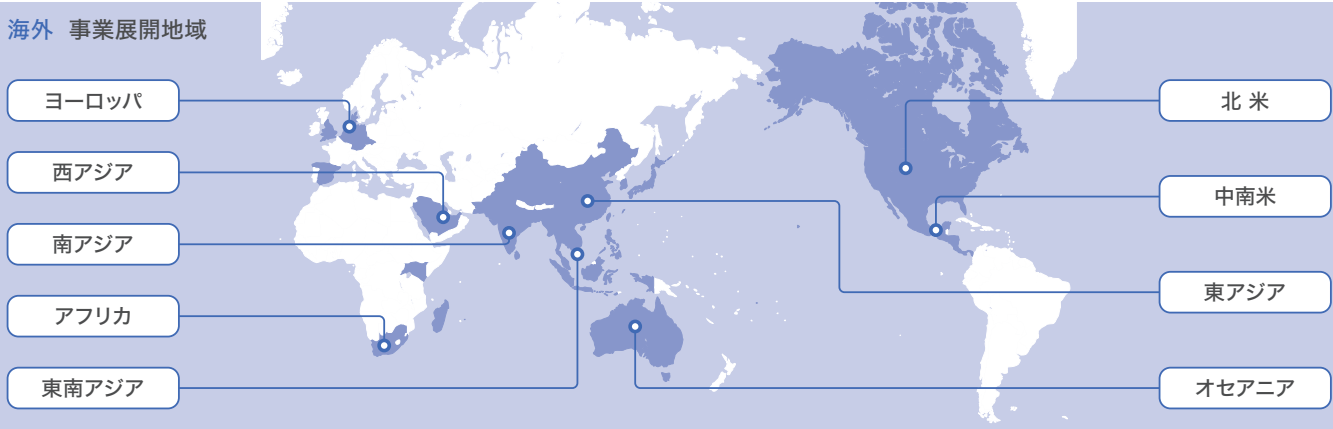 海外 事業展開地域
ヨーロッパ
西アジア
南アジア
アフリカ
東南アジア
北 米
中南米
東アジア
オセアニア